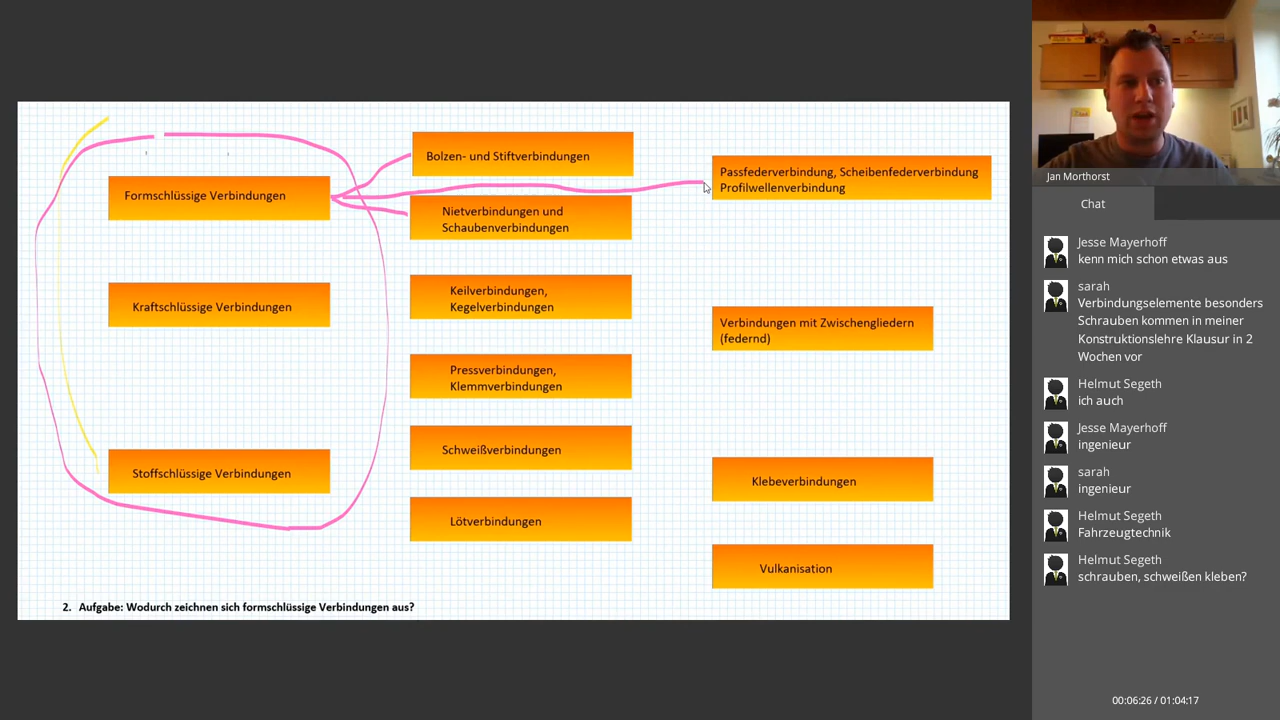 Formschlüssige Verbindungen
Kraftschlüssige Verbindungen
Stoffschlüssige Verbindungen
Bolzen- und Stiftverbindungen
Nietverbindungen und
Schaubenverbindungen
Keilverbindungen,
Kegelverbindungen
Pressverbindungen,
Klemmverbindungen
Schweißverbindungen
Lötverbindungen
Passfederverbindung, Scheibenfederverbindung
Profilwellenverbindung
Verbindungen mit Zwischengliedern
(federnd)
Klebeverbindungen
Vulkanisation
2. Aufgabe: Wodurch zeichnen sich formschlüssige Verbindungen aus?
Jan Morthorst
Chat
Jesse Mayerhoff
kenn mich schon etwas aus
sarah
Verbindungselemente besonders
Schrauben kommen in meiner
Konstruktionslehre Klausur in 2
Wochen vor
Helmut Segeth
ich auch
Jesse Mayerhoff
ingenieur
sarah
ingenieur
Helmut Segeth
Fahrzeugtechnik
Helmut Segeth
schrauben, schweißen kleben?
00:06:26 / 01:04:17